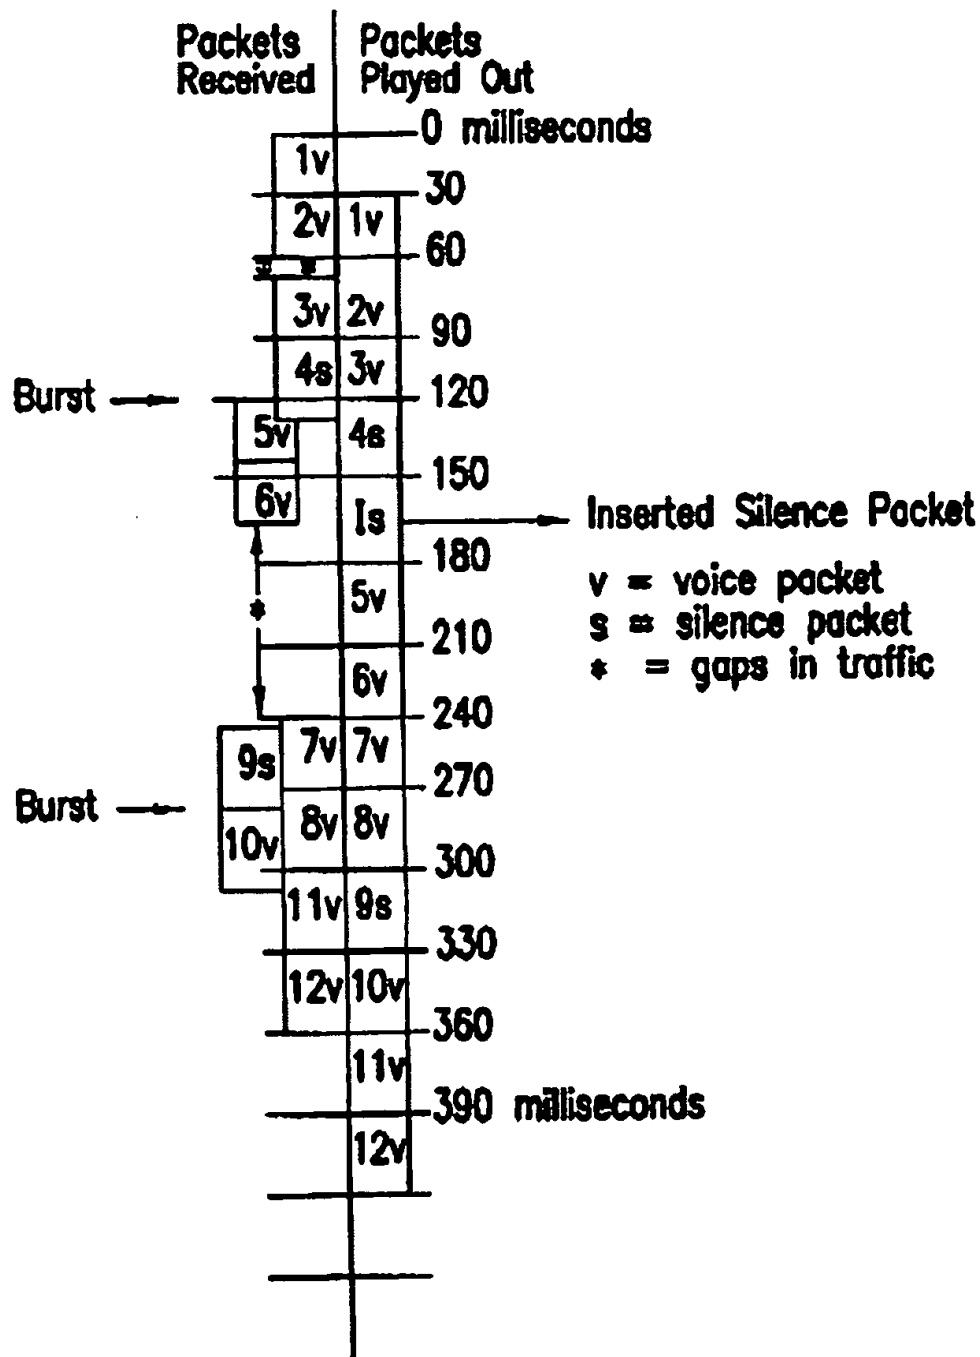 Packets Received
Packets Played Out
0 milliseconds
1v
30
2v
1v
60
*
3v
2v
90
4s
3v
Burst
120
5v
4s
150
6v
Is
Inserted Silence Packet
180
v = voice packet
*
5v
s = silence packet
210
* = gaps in traffic
6v
240
9s
7v
7v
270
Burst
8v
8v
10v
300
11v
9s
330
12v
10v
360
11v
390 milliseconds
12v